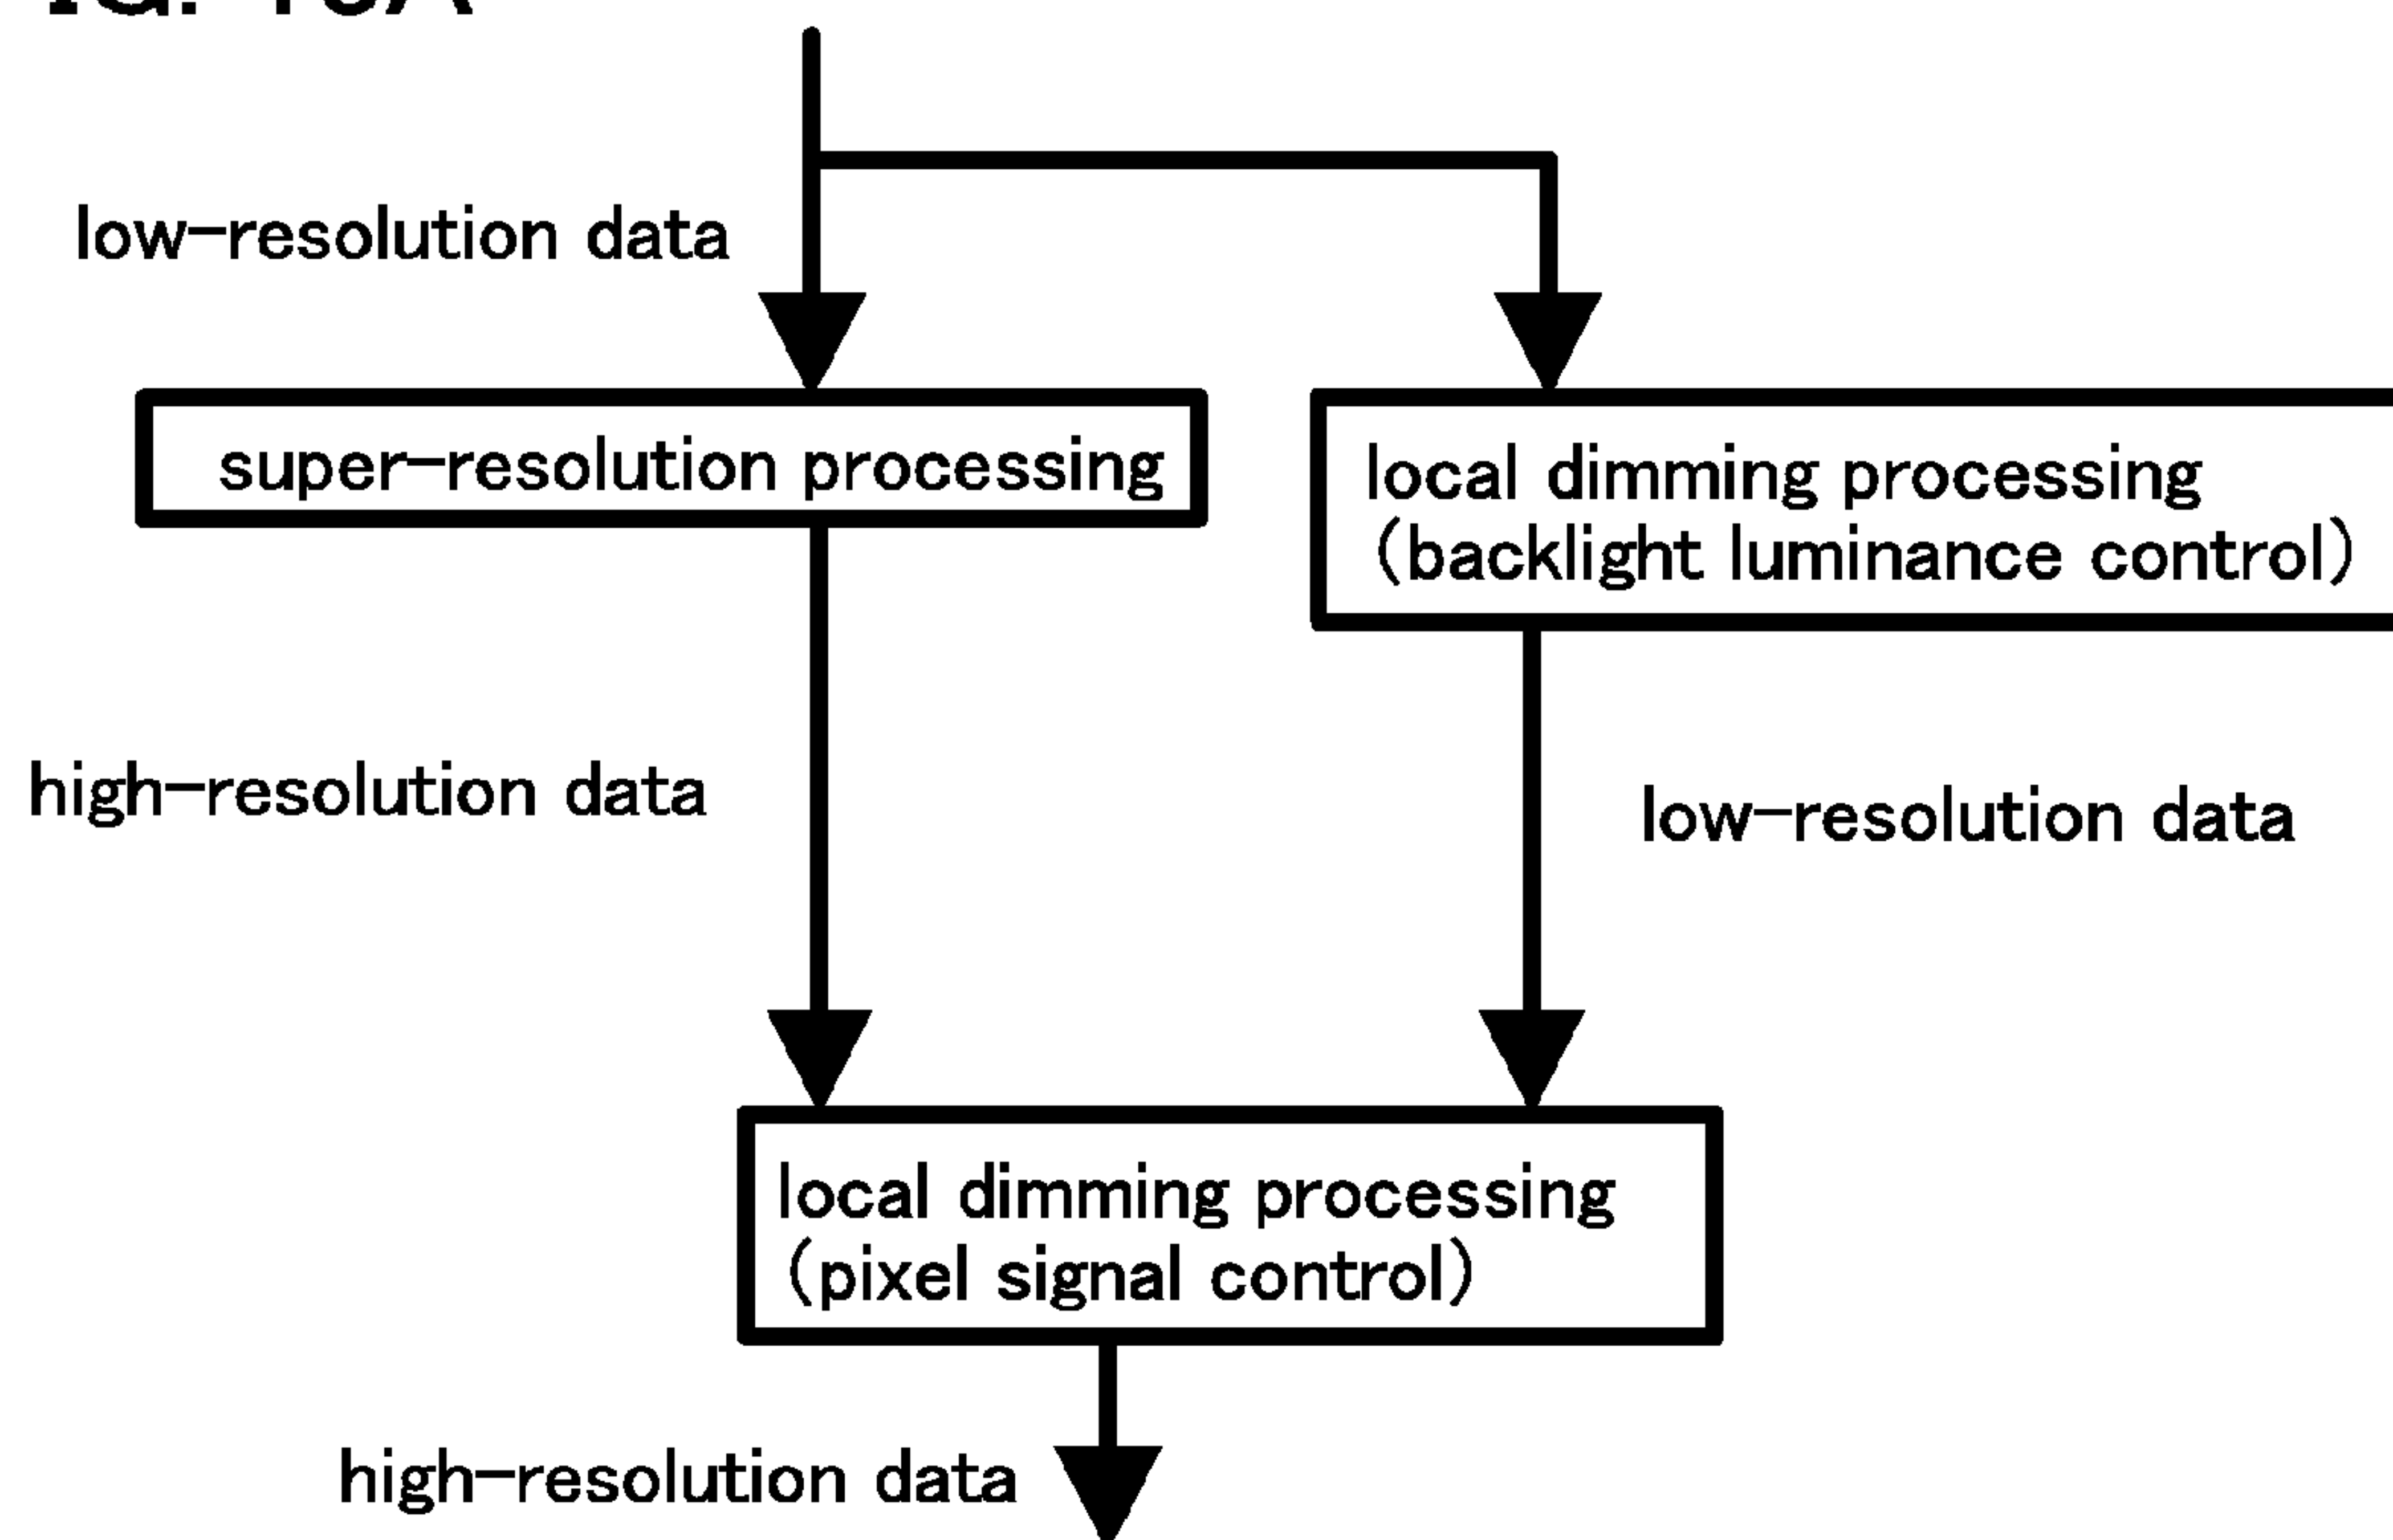 low-resolution data
super-resolution processing
local dimming processing
(backlight luminance control)
high-resolution data
low-resolution data
local dimming processing
(pixel signal control)
high-resolution data